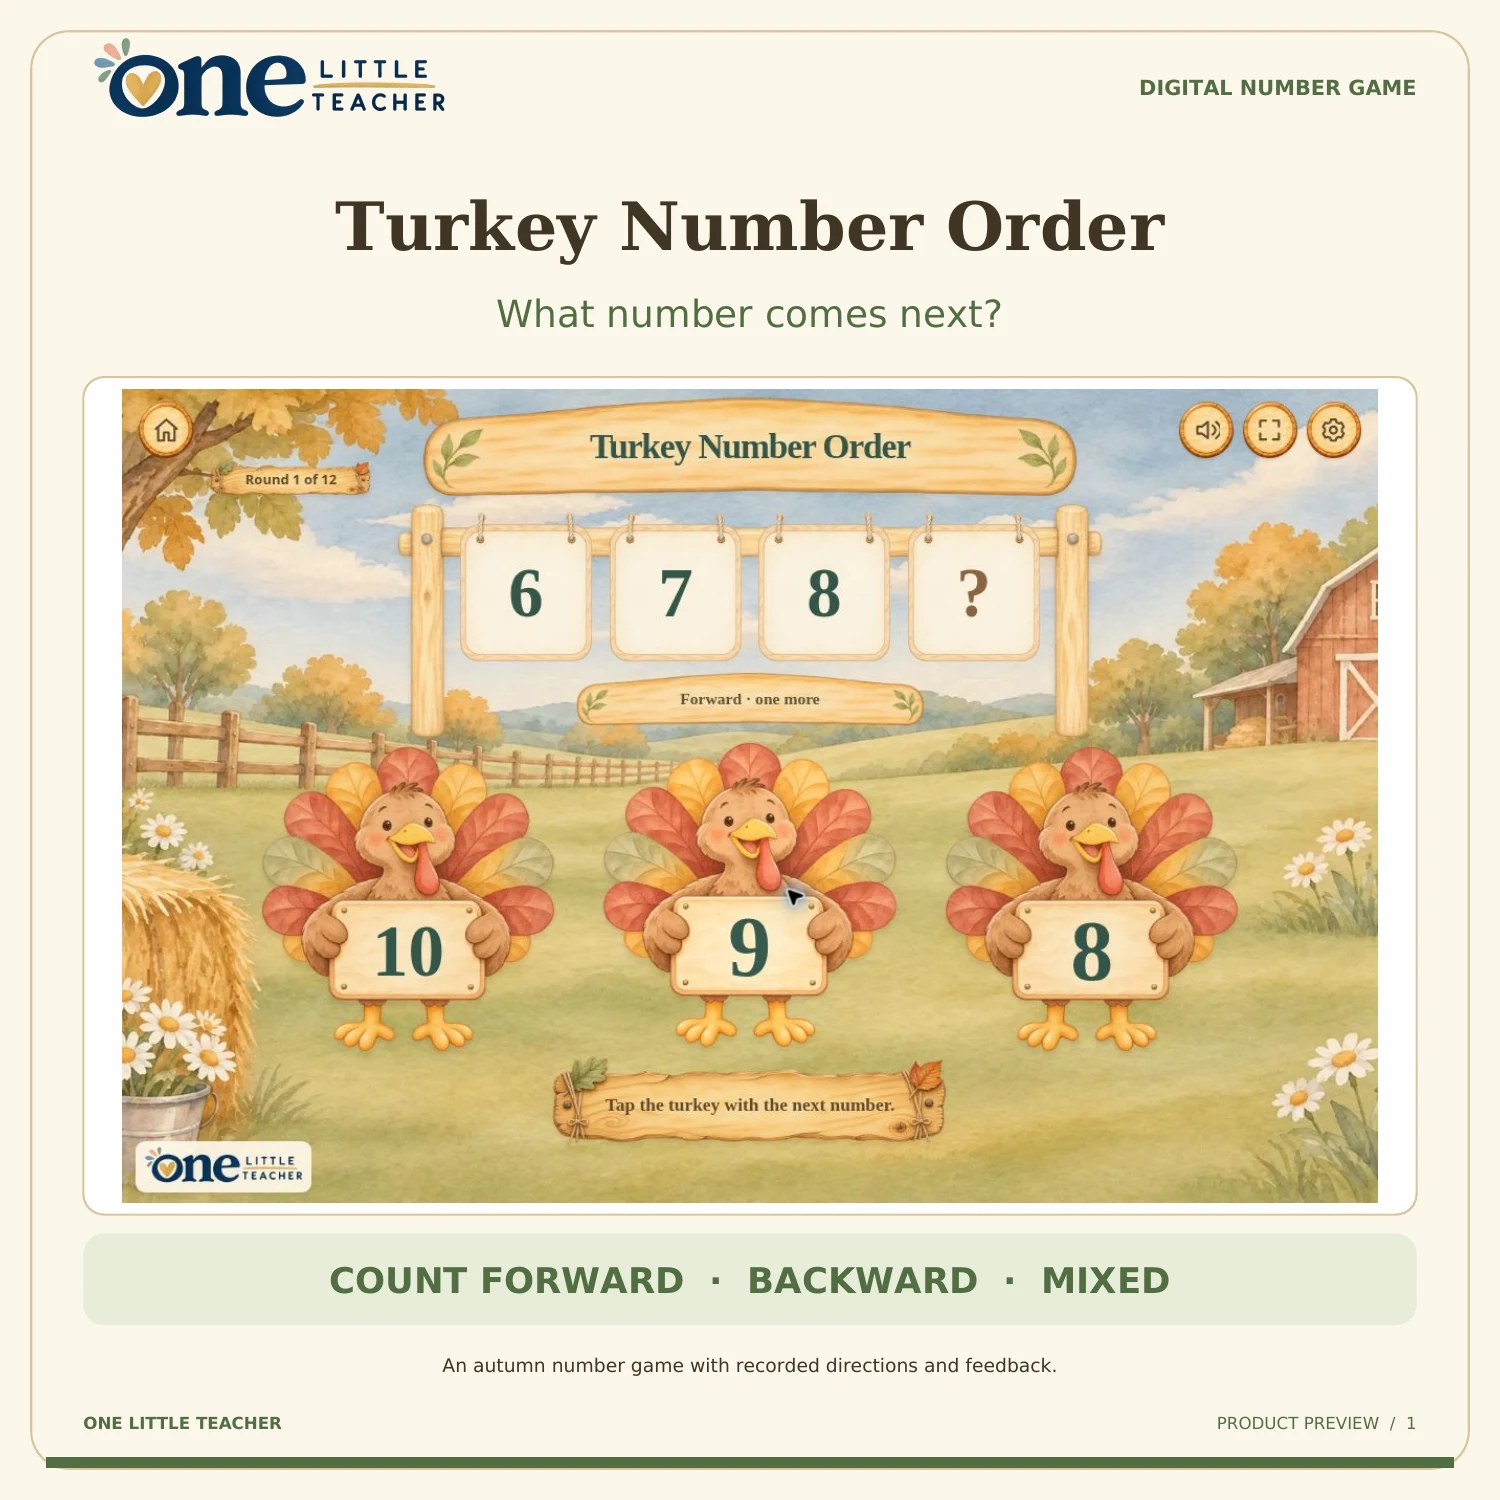 one LITTLE TEACHER
DIGITAL NUMBER GAME
Turkey Number Order
What number comes next?
Turkey Number Order
Round 1 of 12
6 7 8 ?
Forward · one more
10 9 8
Tap the turkey with the next number.
one LITTLE TEACHER
COUNT FORWARD · BACKWARD · MIXED
An autumn number game with recorded directions and feedback.
ONE LITTLE TEACHER
PRODUCT PREVIEW / 1